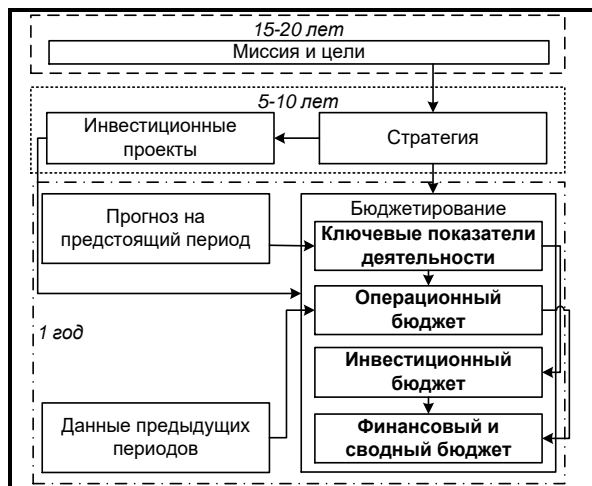 15-20 лет
Миссия и цели
5-10 лет
Инвестиционные
проекты
Стратегия
Прогноз на
предстоящий период
Бюджетирование
Ключевые показатели
деятельности
Операционный
бюджет
1 год
Инвестиционный
бюджет
Данные предыдущих
периодов
Финансовый и
сводный бюджет